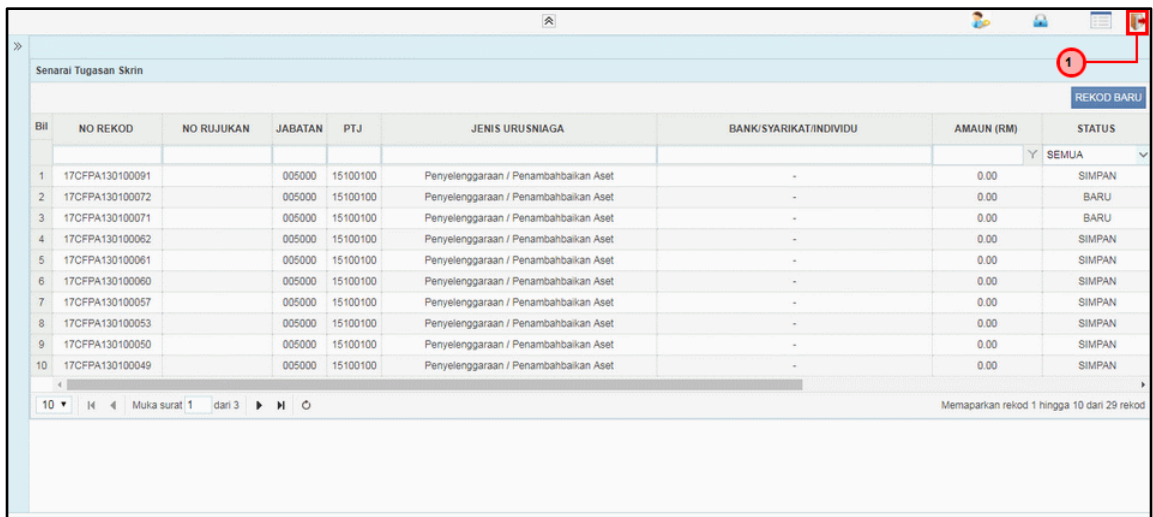 1
Senarai Tugasan Skrin
REKOD BARU
Bil NO REKOD NO RUJUKAN JABATAN PTJ JENIS URUSNIAGA BANK/SYARIKAT/INDIVIDU AMAUN (RM) STATUS
SEMUA
1 17CFPA130100091 005000 15100100 Penyelenggaraan / Penambahbaikan Aset - 0.00 SIMPAN
2 17CFPA130100072 005000 15100100 Penyelenggaraan / Penambahbaikan Aset - 0.00 BARU
3 17CFPA130100071 005000 15100100 Penyelenggaraan / Penambahbaikan Aset - 0.00 BARU
4 17CFPA130100062 005000 15100100 Penyelenggaraan / Penambahbaikan Aset - 0.00 SIMPAN
5 17CFPA130100061 005000 15100100 Penyelenggaraan / Penambahbaikan Aset - 0.00 SIMPAN
6 17CFPA130100060 005000 15100100 Penyelenggaraan / Penambahbaikan Aset - 0.00 SIMPAN
7 17CFPA130100057 005000 15100100 Penyelenggaraan / Penambahbaikan Aset - 0.00 SIMPAN
8 17CFPA130100053 005000 15100100 Penyelenggaraan / Penambahbaikan Aset - 0.00 SIMPAN
9 17CFPA130100050 005000 15100100 Penyelenggaraan / Penambahbaikan Aset - 0.00 SIMPAN
10 17CFPA130100049 005000 15100100 Penyelenggaraan / Penambahbaikan Aset - 0.00 SIMPAN
10 Muka surat 1 dari 3 Memaparkan rekod 1 hingga 10 dari 29 rekod